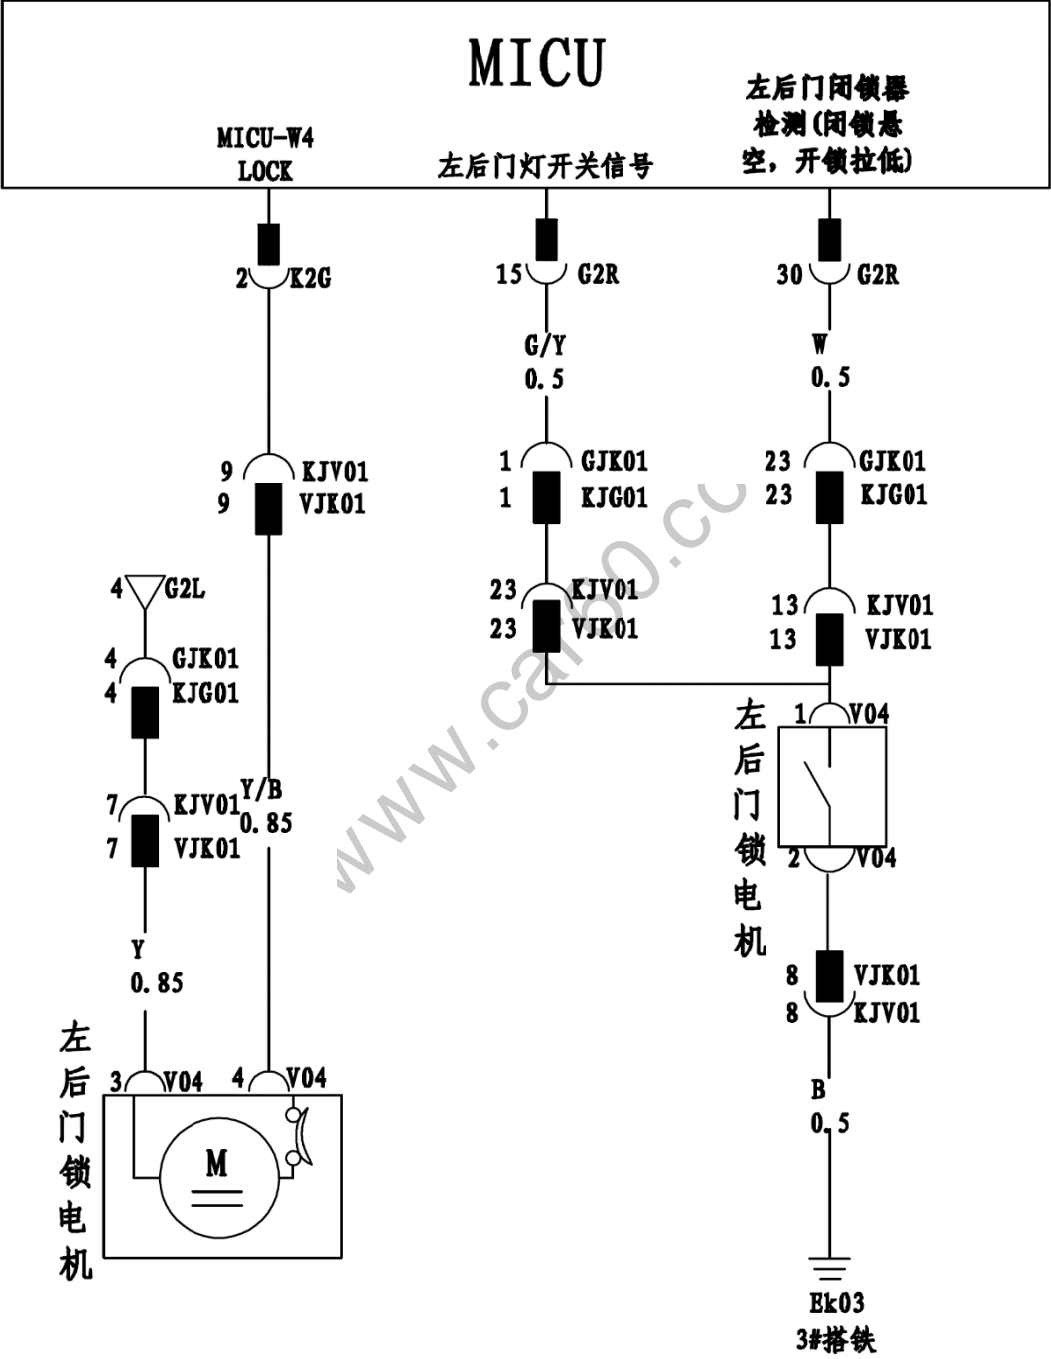 MICU
MICU-W4
LOCK
左后门灯开关信号
左后门闭锁器
检测(闭锁悬
空，开锁拉低)
2 K2G
15 G2R
30 G2R
G/Y
0.5
W
0.5
9 KJV01
9 VJK01
1 GJK01
1 KJG01
23 GJK01
23 KJG01
4 G2L
23 KJV01
23 VJK01
13 KJV01
13 VJK01
4 GJK01
4 KJG01
1 V04
左后门锁电机
7 KJV01
7 VJK01
Y/B
0.85
2 V04
Y
0.85
8 VJK01
8 KJV01
左后门锁电机
3 V04
4 V04
B
0.5
M
Ek03
3#搭铁
www.car60.co